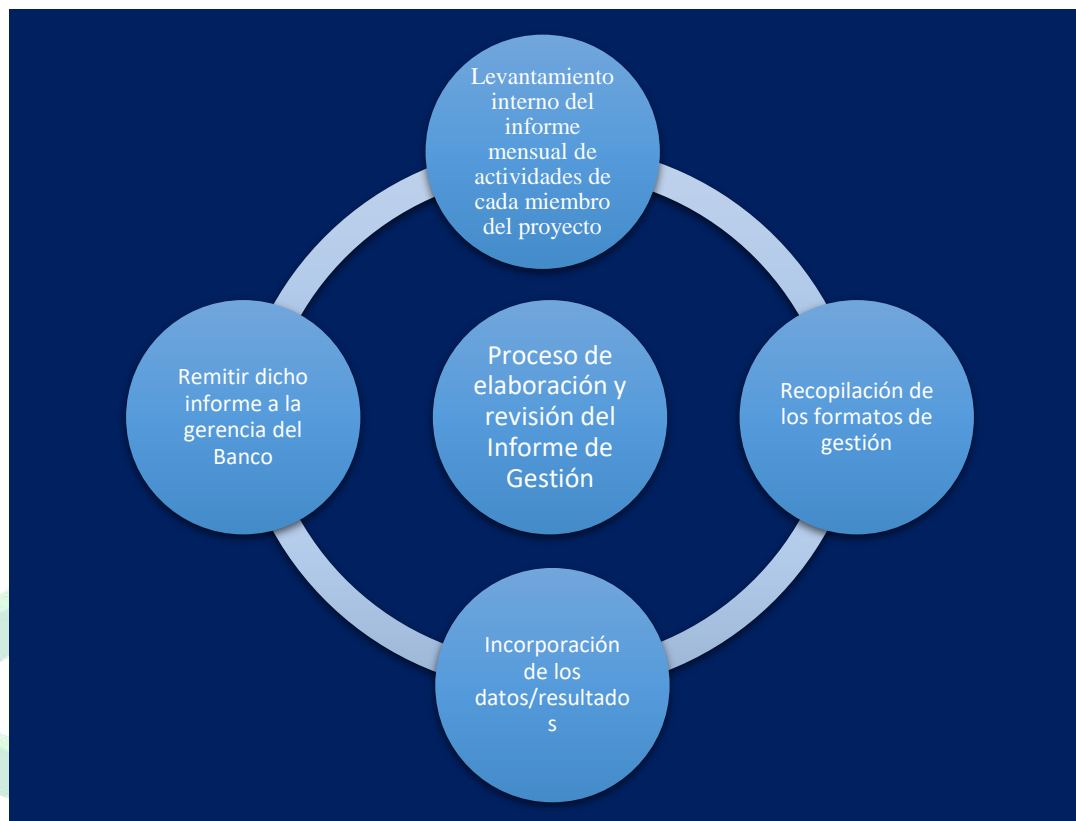 Levantamiento
interno del
informe
mensual de
actividades de
cada miembro
del proyecto
Remitir dicho
informe a la
gerencia del
Banco
Proceso de
elaboración y
revisión del
Informe de
Gestión
Recopilación de
los formatos de
gestión
Incorporación
de los
datos/resultado
s